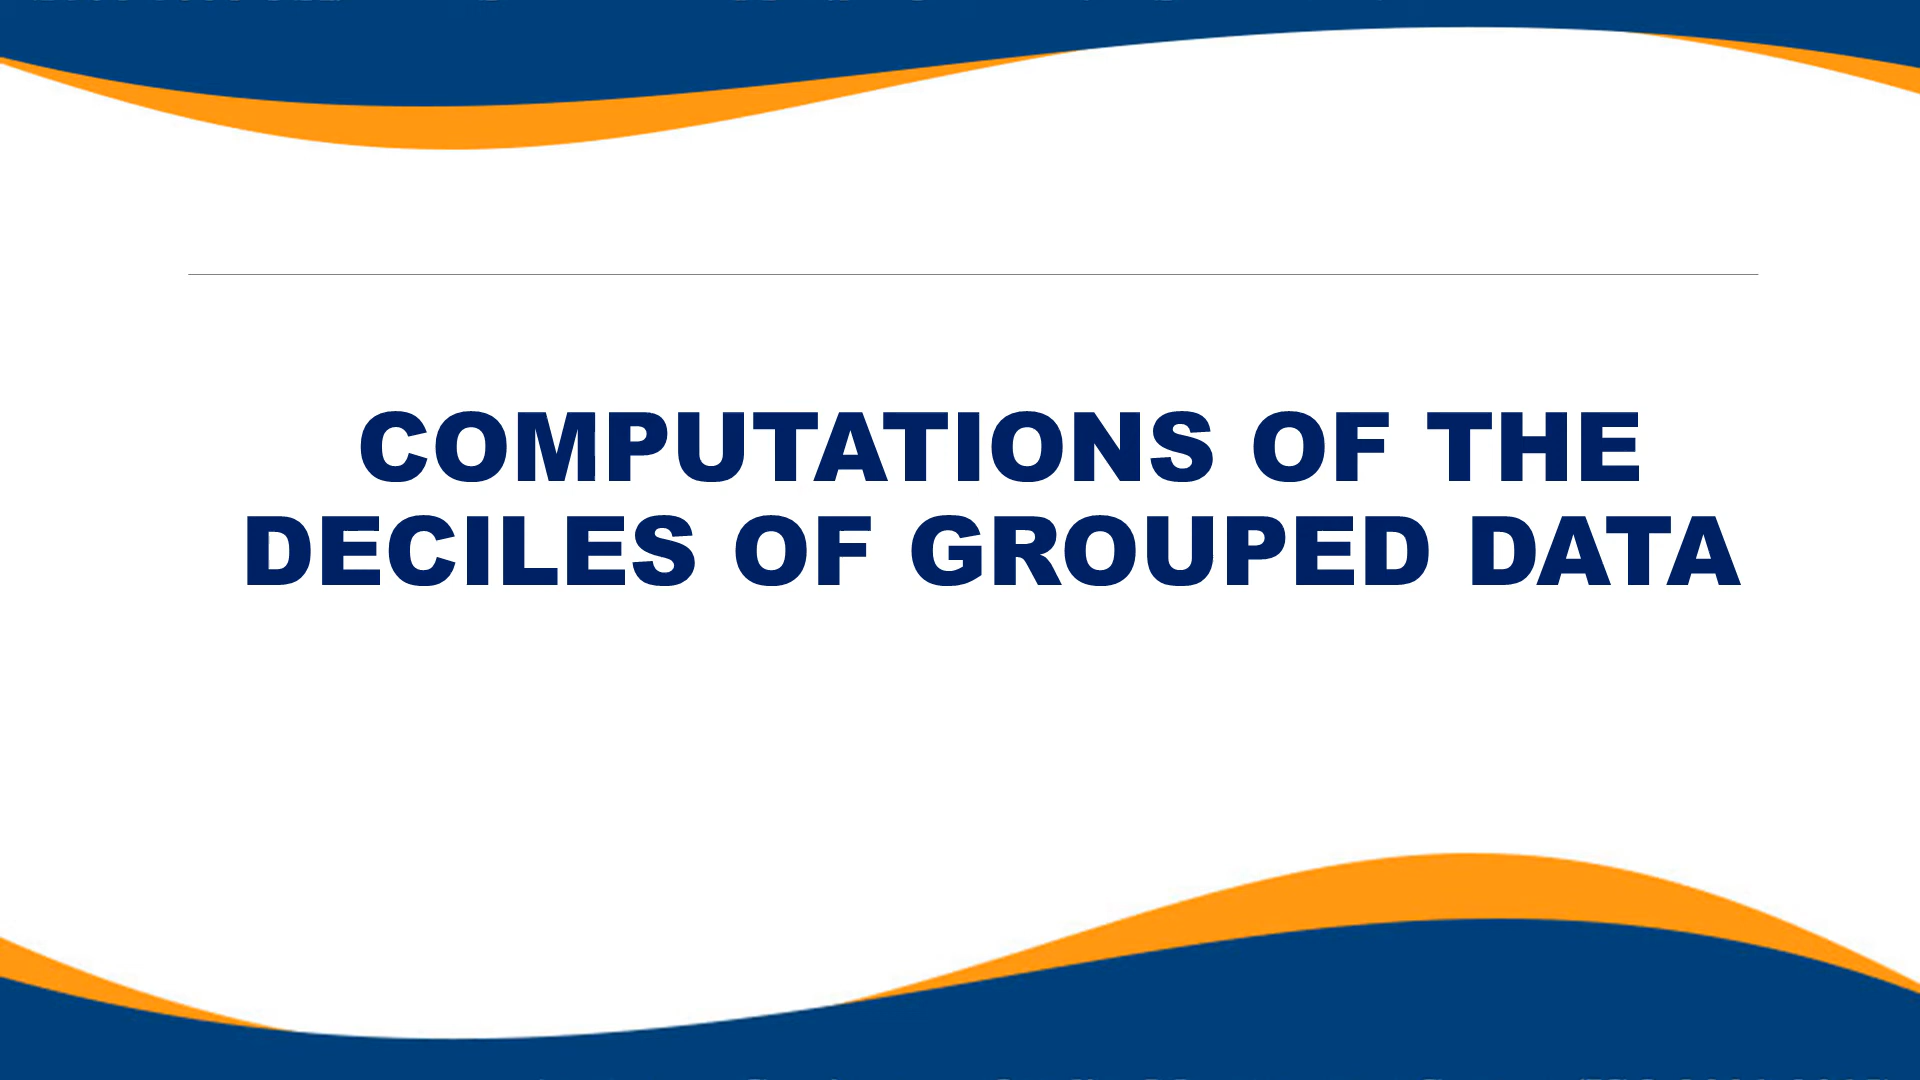 COMPUTATIONS OF THE
DECILES OF GROUPED DATA